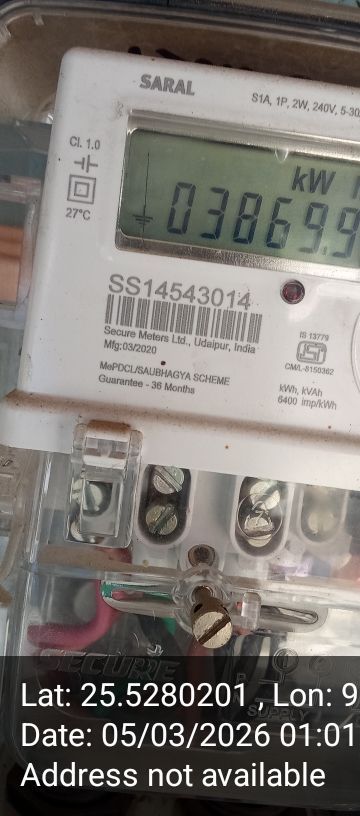 SARAL
S1A, 1P, 2W, 240V, 5-30
Cl. 1.0
27°C
kW
03869.9
SS14543014
Secure Meters Ltd., Udaipur, India
Mfg:03/2020
MePDCL/SAUBHAGYA SCHEME
Guarantee - 36 Months
IS 13779
CM/L-8150362
kWh, kVAh
6400 imp/kWh
SECURE
SUPPLY
Lat: 25.5280201 , Lon: 9
Date: 05/03/2026 01:01
Address not available